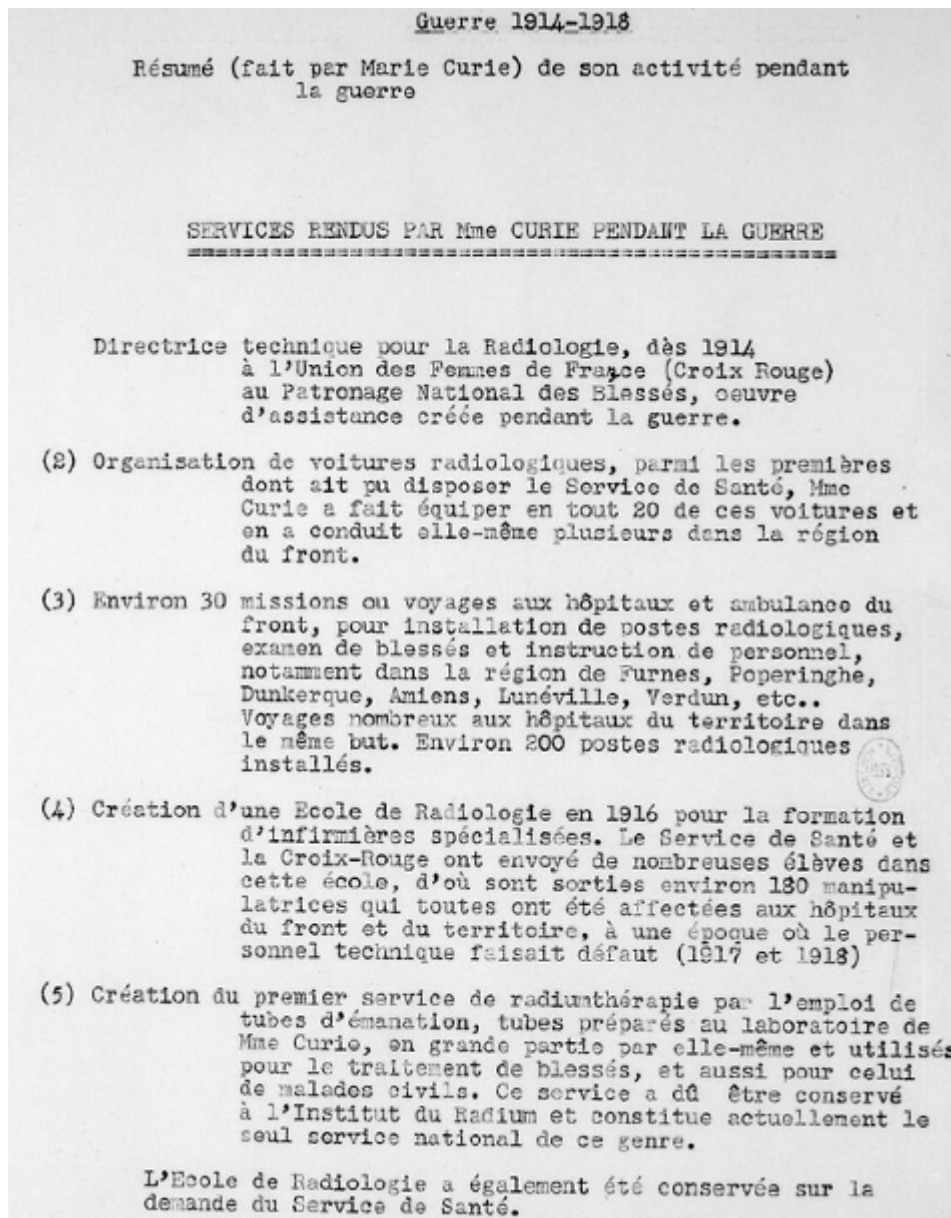 Guerre 1914-1918
Résumé (fait par Marie Curie) de son activité pendant
la guerre
SERVICES RENDUS PAR Mme CURIE PENDANT LA GUERRE
Directrice technique pour la Radiologie, dès 1914
à l'Union des Femmes de France (Croix Rouge)
au Patronage National des Blessés, oeuvre
d'assistance créée pendant la guerre.
(2) Organisation de voitures radiologiques, parmi les premières
dont ait pu disposer le Service de Santé, Mme
Curie a fait équiper en tout 20 de ces voitures et
en a conduit elle-même plusieurs dans la région
du front.
(3) Environ 30 missions ou voyages aux hôpitaux et ambulance du
front, pour installation de postes radiologiques,
examen de blessés et instruction de personnel,
notamment dans la région de Furnes, Poperinghe,
Dunkerque, Amiens, Lunéville, Verdun, etc..
Voyages nombreux aux hôpitaux du territoire dans
le même but. Environ 200 postes radiologiques
installés.
(4) Création d'une Ecole de Radiologie en 1916 pour la formation
d'infirmières spécialisées. Le Service de Santé et
la Croix-Rouge ont envoyé de nombreuses élèves dans
cette école, d'où sont sorties environ 180 manipu-
latrices qui toutes ont été affectées aux hôpitaux
du front et du territoire, à une époque où le per-
sonnel technique faisait défaut (1917 et 1918)
(5) Création du premier service de radiumthérapie par l'emploi de
tubes d'émanation, tubes préparés au laboratoire de
Mme Curie, en grande partie par elle-même et utilisés
pour le traitement de blessés, et aussi pour celui
de malades civils. Ce service a dû être conservé
à l'Institut du Radium et constitue actuellement le
seul service national de ce genre.
L'Ecole de Radiologie a également été conservée sur la
demande du Service de Santé.